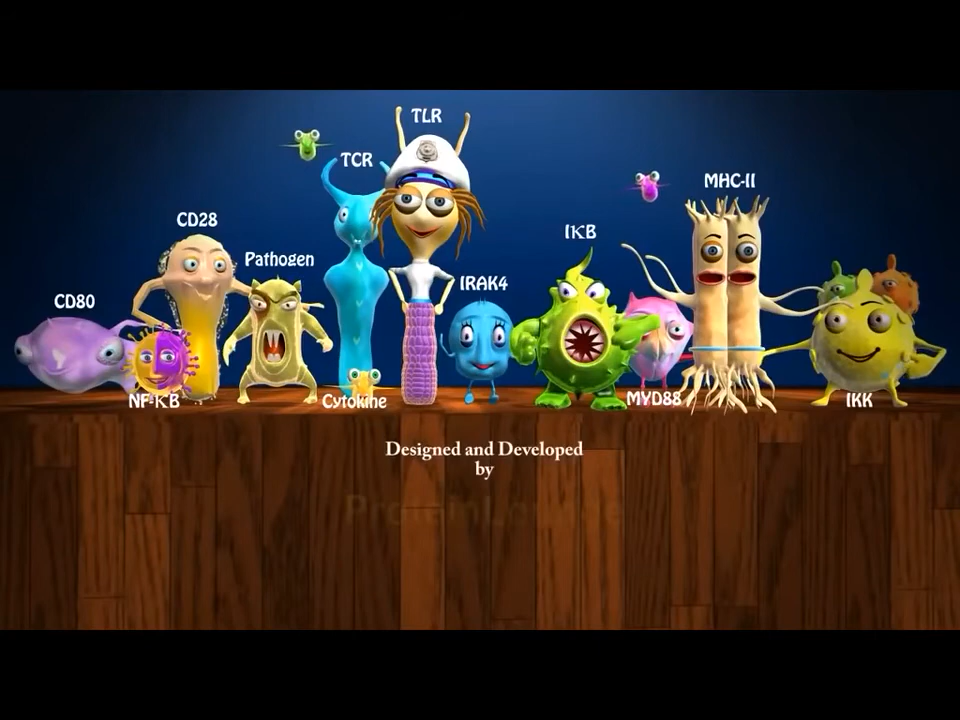 TLR
TCR
MHC-II
CD28
IKB
Pathogen
IRAK4
CD80
NF-KB
Cytokine
MYD88
IKK
Designed and Developed
by